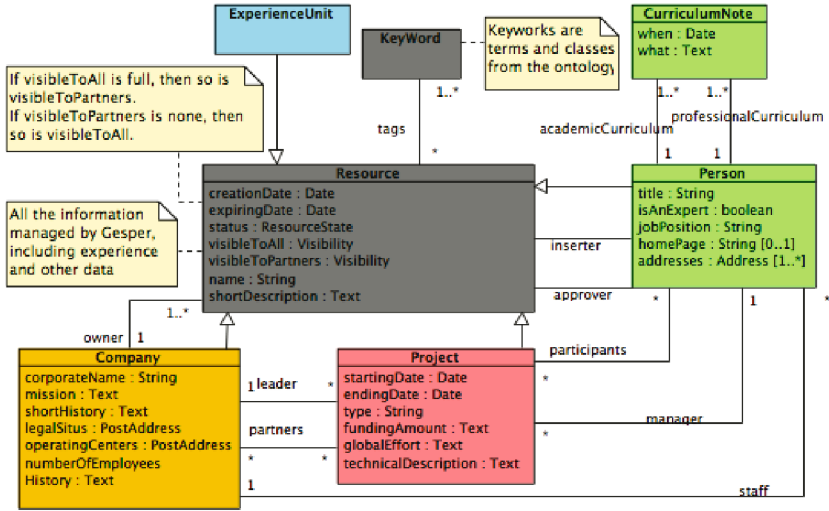 ExperienceUnit
KeyWord
Keyworks are
terms and classes
from the ontology
CurriculumNote
when : Date
what : Text
If visibleToAll is full, then so is
visibleToPartners.
If visibleToPartners is none, then
so is visibleToAll.
1..*
tags
*
1..*
1..*
professionalCurriculum
academicCurriculum
1
1
Resource
creationDate : Date
expiringDate : Date
status : ResourceState
visibleToAll : Visibility
visibleToPartners : Visibility
name : String
shortDescription : Text
Person
title : String
isAnExpert : boolean
jobPosition : String
homePage : String [0..1]
addresses : Address [1..*]
All the information
managed by Gesper,
including experience
and other data
inserter
approver
1..*
owner
1
*
1
*
participants
*
manager
*
Company
corporateName : String
mission : Text
shortHistory : Text
legalSitus : PostAddress
operatingCenters : PostAddress
numberOfEmployees
History : Text
1
leader
*
partners
*
*
Project
startingDate : Date
endingDate : Date
type : String
fundingAmount : Text
globalEffort : Text
technicalDescription : Text
1
staff